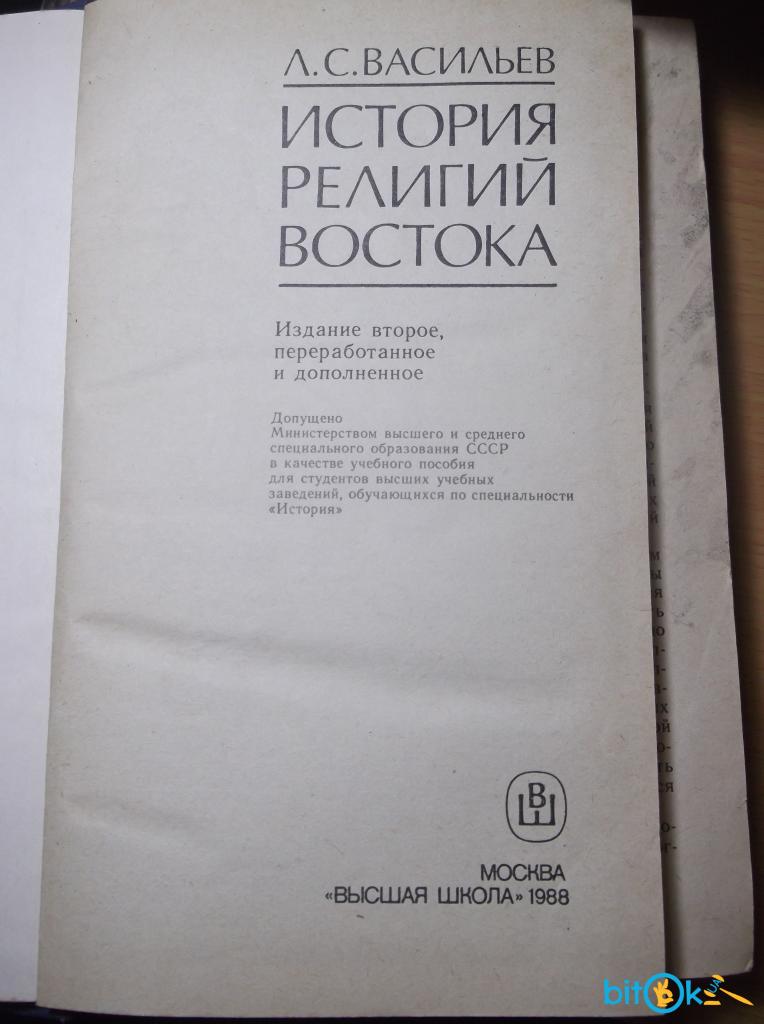 Л.С.ВАСИЛЬЕВ
ИСТОРИЯ
РЕЛИГИЙ
ВОСТОКА
Издание второе,
переработанное
и дополненное
Допущено
Министерством высшего и среднего
специального образования СССР
в качестве учебного пособия
для студентов высших учебных
заведений, обучающихся по специальности
«История»
ВШ
МОСКВА
«ВЫСШАЯ ШКОЛА» 1988
bitOk UA